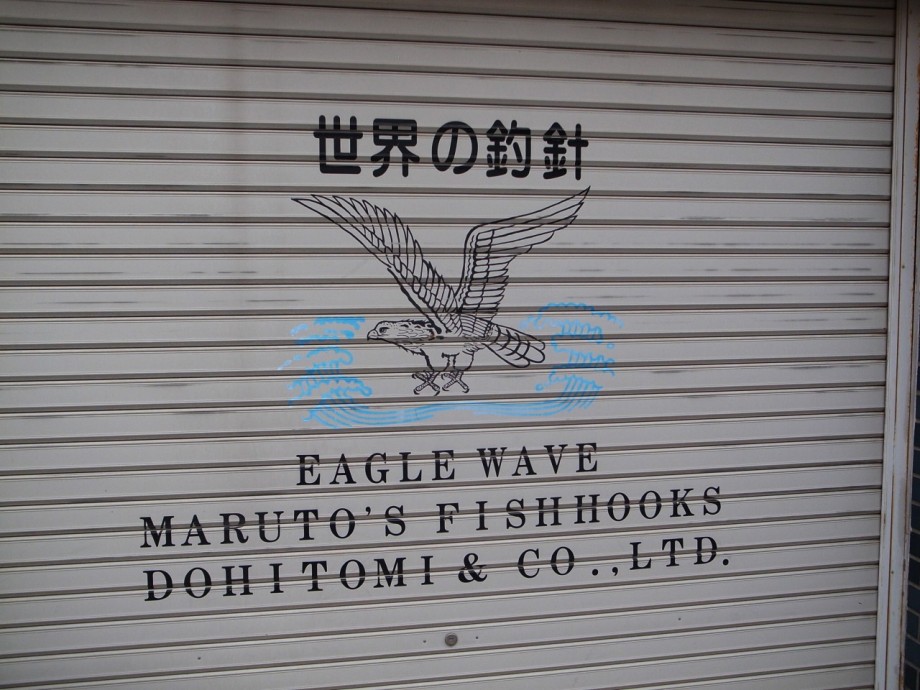 世界の釣針
EAGLE WAVE
MARUTO'S FISHHOOKS
DOHITOMI & CO.,LTD.